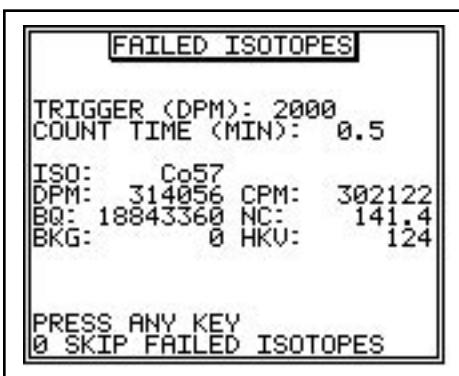 FAILED ISOTOPES
TRIGGER (DPM): 2000
COUNT TIME (MIN): 0.5
ISO: Co57
DPM: 314056 CPM: 302122
BQ: 18843360 NC: 141.4
BKG: 0 HKV: 124
PRESS ANY KEY
0 SKIP FAILED ISOTOPES